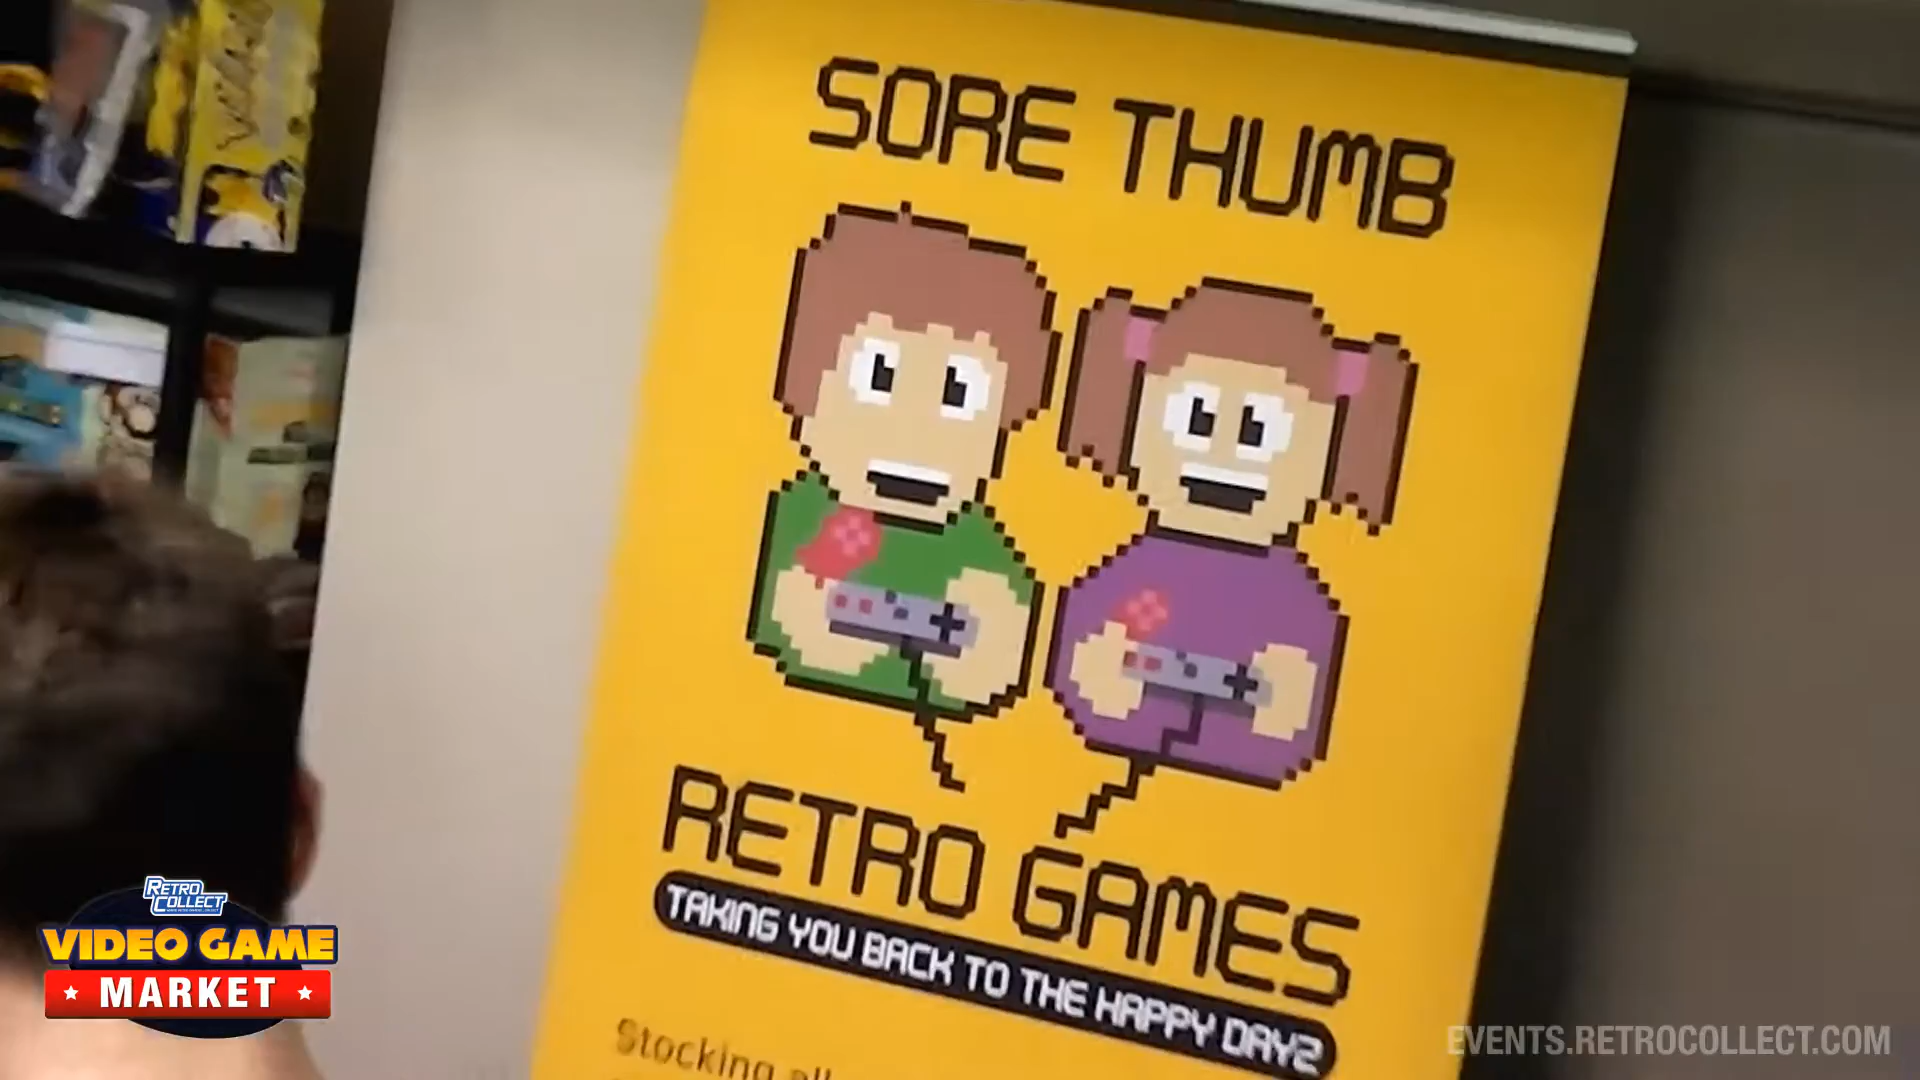 SORE THUMB
RETRO GAMES
TAKING YOU BACK TO THE HAPPY DAYZ
Stocking all
RETRO
COLLECT
VIDEO GAME
MARKET
EVENTS.RETROCOLLECT.COM